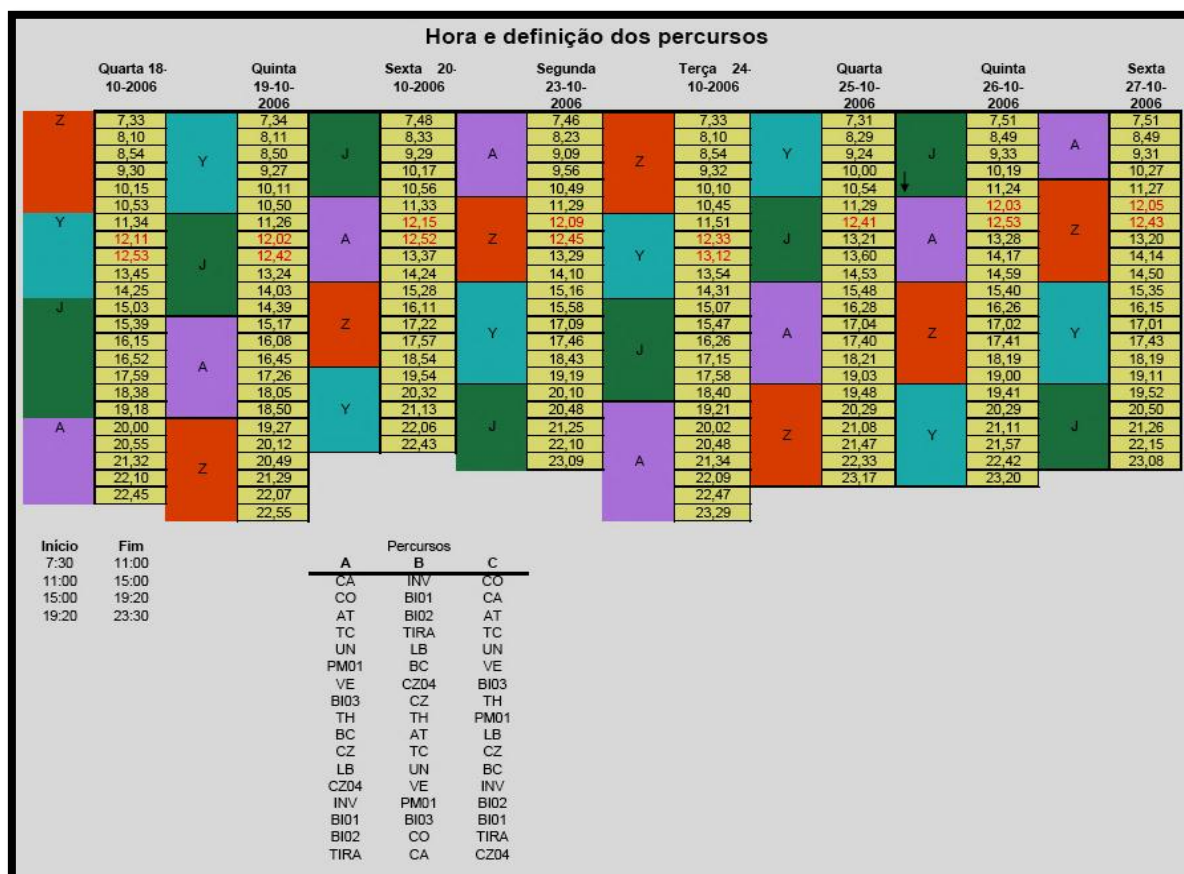 Hora e definição dos percursos
Quarta 18- Quinta Sexta 20- Segunda Terça 24- Quarta Quinta Sexta
10-2006 19-10- 10-2006 23-10- 10-2006 25-10- 26-10- 27-10-
2006 2006 2006 2006 2006
Z 7,33 7,34 7,48 7,46 7,33 7,31 7,51 7,51
8,10 8,11 8,33 8,23 8,10 8,29 8,49 8,49
8,54 Y 8,50 J 9,29 A 9,09 Z 8,54 Y 9,24 J 9,33 A 9,31
9,30 9,27 10,17 9,56 9,32 10,00 10,19 10,27
10,15 10,11 10,56 10,49 10,10 10,54 ↓ 11,24 11,27
10,53 10,50 11,33 11,29 10,45 11,29 12,03 12,05
Y 11,34 11,26 12,15 12,09 11,51 12,41 12,53 12,43
12,11 12,02 A 12,52 Z 12,45 12,33 J 13,21 A 13,28 Z 13,20
12,53 J 12,42 13,37 13,29 Y 13,12 13,60 14,17 14,14
13,45 13,24 14,24 14,10 13,54 14,53 14,59 14,50
14,25 14,03 15,28 15,16 14,31 15,48 15,40 15,35
J 15,03 14,39 16,11 15,58 15,07 16,28 16,26 16,15
15,39 15,17 Z 17,22 Y 17,09 15,47 A 17,04 Z 17,02 Y 17,01
16,15 16,08 17,57 17,46 J 16,26 17,40 17,41 17,43
16,52 A 16,45 18,54 18,43 17,15 18,21 18,19 18,19
17,59 17,26 19,54 19,19 17,58 19,03 19,00 19,11
18,38 18,05 20,32 20,10 18,40 19,48 19,41 19,52
19,18 18,50 Y 21,13 20,48 19,21 20,29 20,29 20,50
A 20,00 19,27 22,06 J 21,25 20,02 Z 21,08 Y 21,11 J 21,26
20,55 20,12 22,43 22,10 20,48 21,47 21,57 22,15
21,32 Z 20,49 23,09 A 21,34 22,33 22,42 23,08
22,10 21,29 22,09 23,17 23,20
22,45 22,07 22,47
22,55 23,29
Início Fim Percursos
7:30 11:00 A B C
11:00 15:00 CA INV CO
15:00 19:20 CO BI01 CA
19:20 23:30 AT BI02 AT
TC TIRA TC
UN LB UN
PM01 BC VE
VE CZ04 BI03
BI03 CZ TH
TH TH PM01
BC AT LB
CZ TC CZ
LB UN BC
CZ04 VE INV
INV PM01 BI02
BI01 BI03 BI01
BI02 CO TIRA
TIRA CA CZ04